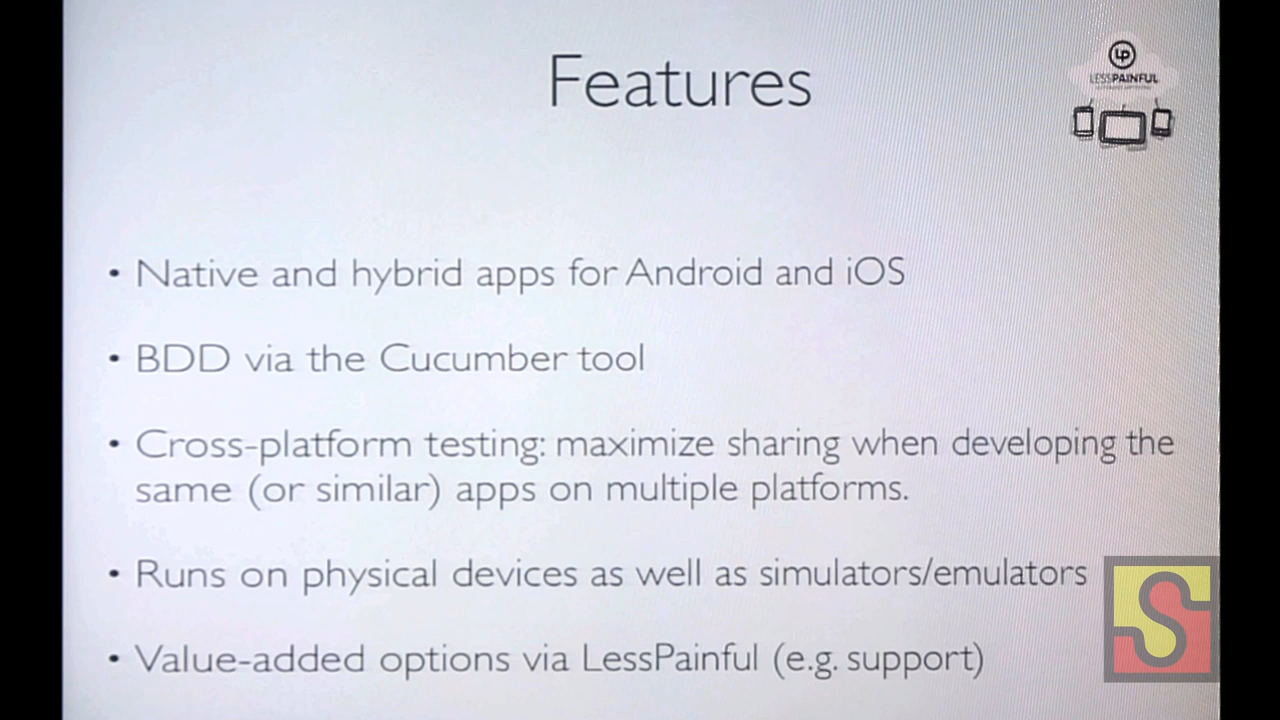 Features
LP
LESSPAINFUL
• Native and hybrid apps for Android and iOS
• BDD via the Cucumber tool
• Cross-platform testing: maximize sharing when developing the
same (or similar) apps on multiple platforms.
• Runs on physical devices as well as simulators/emulators
• Value-added options via LessPainful (e.g. support)
S